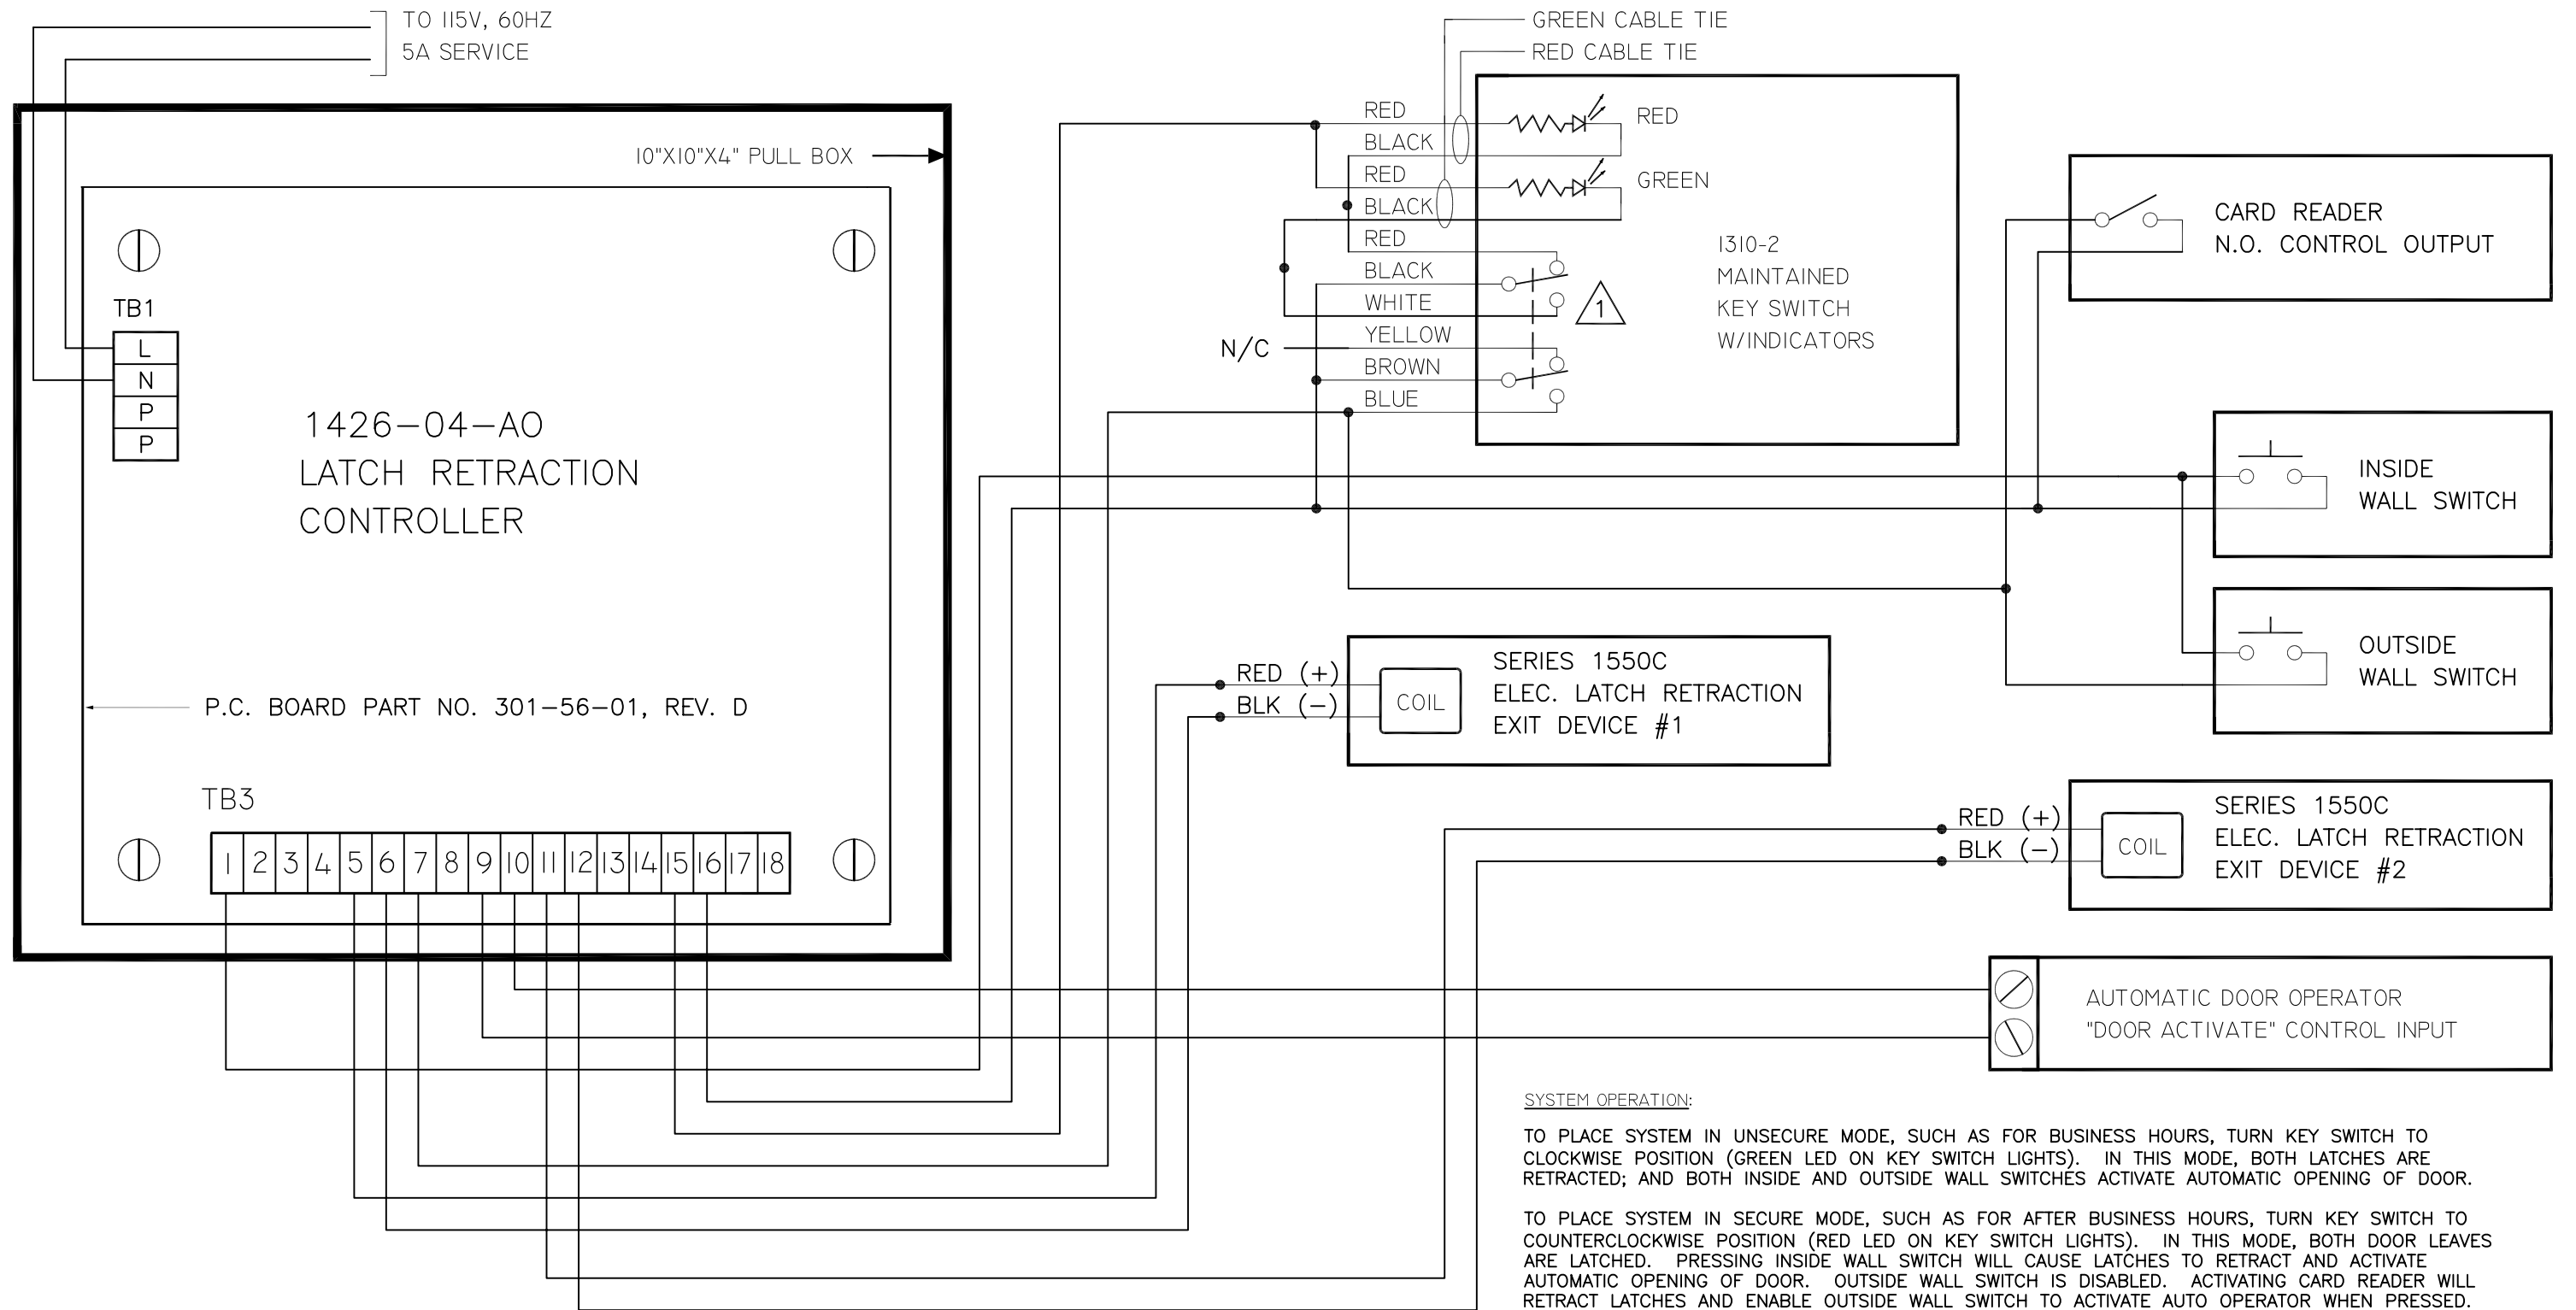 TO 115V, 60HZ
5A SERVICE
10"X10"X4" PULL BOX
TB1
L
N
P
P
1426-04-AO
LATCH RETRACTION
CONTROLLER
P.C. BOARD PART NO. 301-56-01, REV. D
TB3
1 2 3 4 5 6 7 8 9 10 11 12 13 14 15 16 17 18
GREEN CABLE TIE
RED CABLE TIE
RED
BLACK
RED
BLACK
RED
BLACK
WHITE
YELLOW
BROWN
BLUE
N/C
RED
GREEN
1
1310-2
MAINTAINED
KEY SWITCH
W/INDICATORS
CARD READER
N.O. CONTROL OUTPUT
INSIDE
WALL SWITCH
OUTSIDE
WALL SWITCH
RED (+)
BLK (-)
COIL
SERIES 1550C
ELEC. LATCH RETRACTION
EXIT DEVICE #1
RED (+)
BLK (-)
COIL
SERIES 1550C
ELEC. LATCH RETRACTION
EXIT DEVICE #2
AUTOMATIC DOOR OPERATOR
"DOOR ACTIVATE" CONTROL INPUT
SYSTEM OPERATION:
TO PLACE SYSTEM IN UNSECURE MODE, SUCH AS FOR BUSINESS HOURS, TURN KEY SWITCH TO
CLOCKWISE POSITION (GREEN LED ON KEY SWITCH LIGHTS). IN THIS MODE, BOTH LATCHES ARE
RETRACTED; AND BOTH INSIDE AND OUTSIDE WALL SWITCHES ACTIVATE AUTOMATIC OPENING OF DOOR.
TO PLACE SYSTEM IN SECURE MODE, SUCH AS FOR AFTER BUSINESS HOURS, TURN KEY SWITCH TO
COUNTERCLOCKWISE POSITION (RED LED ON KEY SWITCH LIGHTS). IN THIS MODE, BOTH DOOR LEAVES
ARE LATCHED. PRESSING INSIDE WALL SWITCH WILL CAUSE LATCHES TO RETRACT AND ACTIVATE
AUTOMATIC OPENING OF DOOR. OUTSIDE WALL SWITCH IS DISABLED. ACTIVATING CARD READER WILL
RETRACT LATCHES AND ENABLE OUTSIDE WALL SWITCH TO ACTIVATE AUTO OPERATOR WHEN PRESSED.